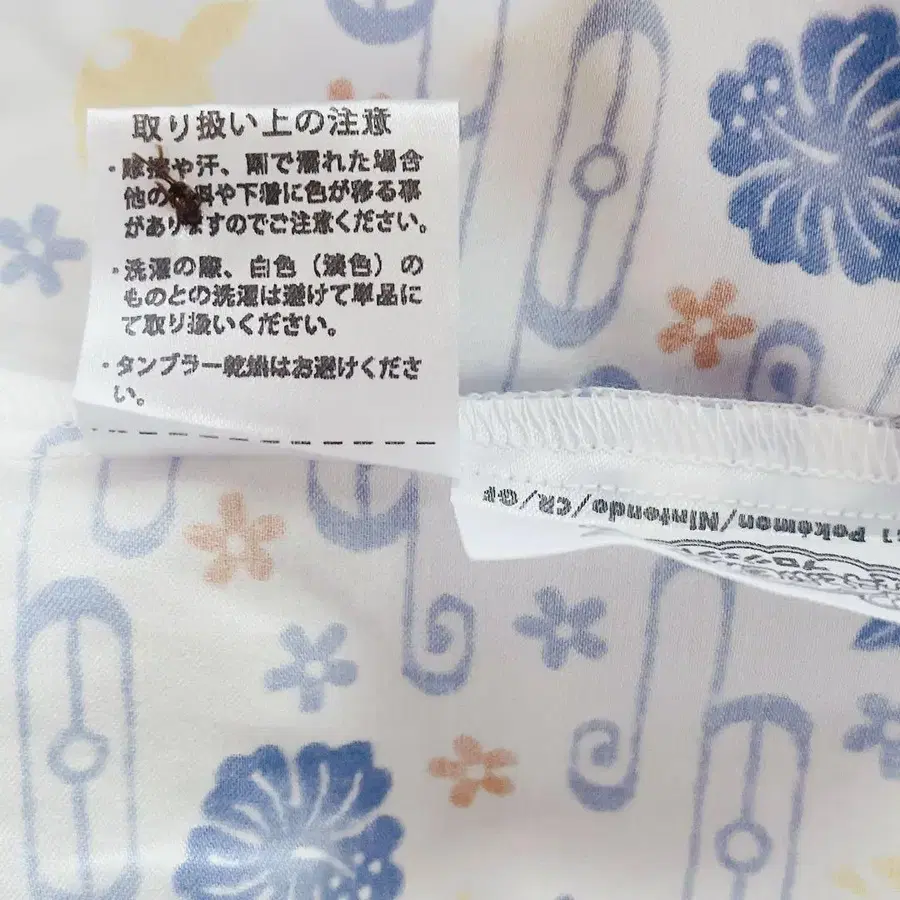 取り扱い上の注意
・摩擦や汗、雨で濡れた場合
他の衣料や下着に色が移る事
がありますのでご注意ください。
・洗濯の際、白色（淡色）の
ものとの洗濯は避けて単品に
て取り扱いください。
・タンブラー乾燥はお避けくださ
い。
Pokémon/Nintendo/CR/GF